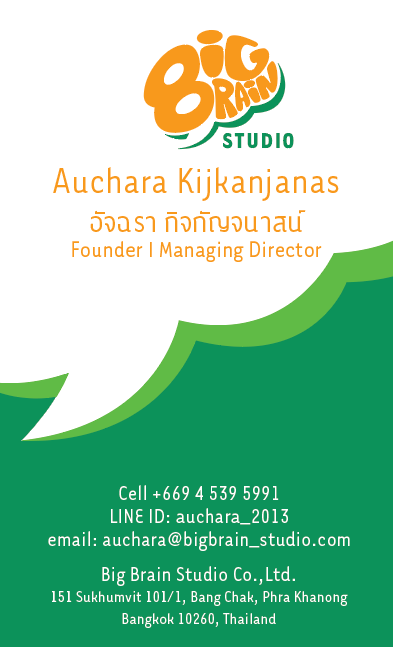 BiG
BRAiN
STUDIO
Auchara Kijkanjanas
อัจฉรา กิจกัญจนาสน์
Founder I Managing Director
Cell +669 4 539 5991
LINE ID: auchara_2013
email: auchara@bigbrain_studio.com
Big Brain Studio Co.,Ltd.
151 Sukhumvit 101/1, Bang Chak, Phra Khanong
Bangkok 10260, Thailand